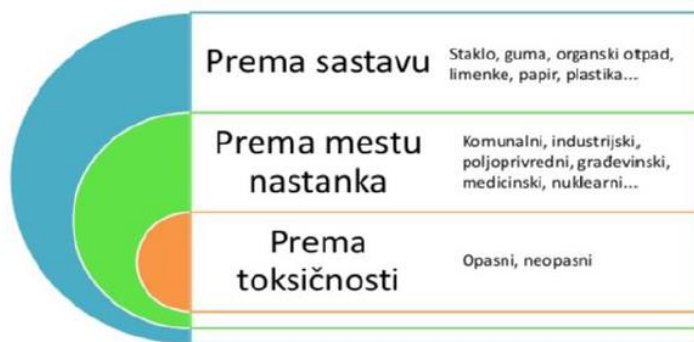 Prema sastavu
Staklo, guma, organski otpad,
limenke, papir, plastika...
Prema mestu
nastanka
Komunalni, industrijski,
poljoprivredni, građevinski,
medicinski, nuklearni...
Prema
toksičnosti
Opasni, neopasni